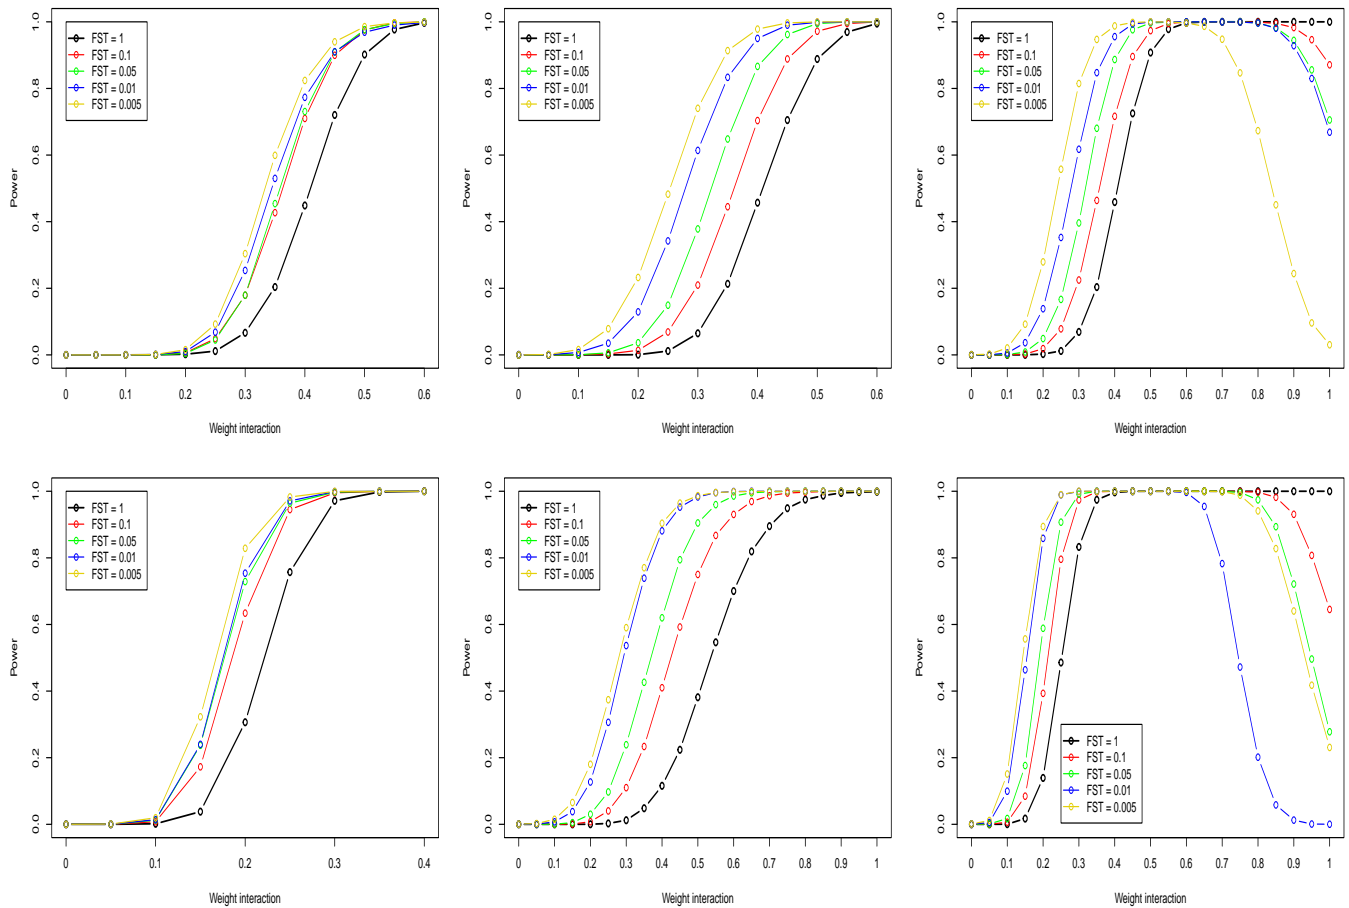 FST = 1
FST = 0.1
FST = 0.05
FST = 0.01
FST = 0.005
Power
0.0 0.2 0.4 0.6 0.8 1.0
0 0.1 0.2 0.3 0.4 0.5 0.6
Weight interaction
FST = 1
FST = 0.1
FST = 0.05
FST = 0.01
FST = 0.005
Power
0.0 0.2 0.4 0.6 0.8 1.0
0 0.1 0.2 0.3 0.4 0.5 0.6
Weight interaction
FST = 1
FST = 0.1
FST = 0.05
FST = 0.01
FST = 0.005
Power
0.0 0.2 0.4 0.6 0.8 1.0
0 0.1 0.2 0.3 0.4 0.5 0.6 0.7 0.8 0.9 1
Weight interaction
FST = 1
FST = 0.1
FST = 0.05
FST = 0.01
FST = 0.005
Power
0.0 0.2 0.4 0.6 0.8 1.0
0 0.1 0.2 0.3 0.4
Weight interaction
FST = 1
FST = 0.1
FST = 0.05
FST = 0.01
FST = 0.005
Power
0.0 0.2 0.4 0.6 0.8 1.0
0 0.1 0.2 0.3 0.4 0.5 0.6 0.7 0.8 0.9 1
Weight interaction
FST = 1
FST = 0.1
FST = 0.05
FST = 0.01
FST = 0.005
Power
0.0 0.2 0.4 0.6 0.8 1.0
0 0.1 0.2 0.3 0.4 0.5 0.6 0.7 0.8 0.9 1
Weight interaction